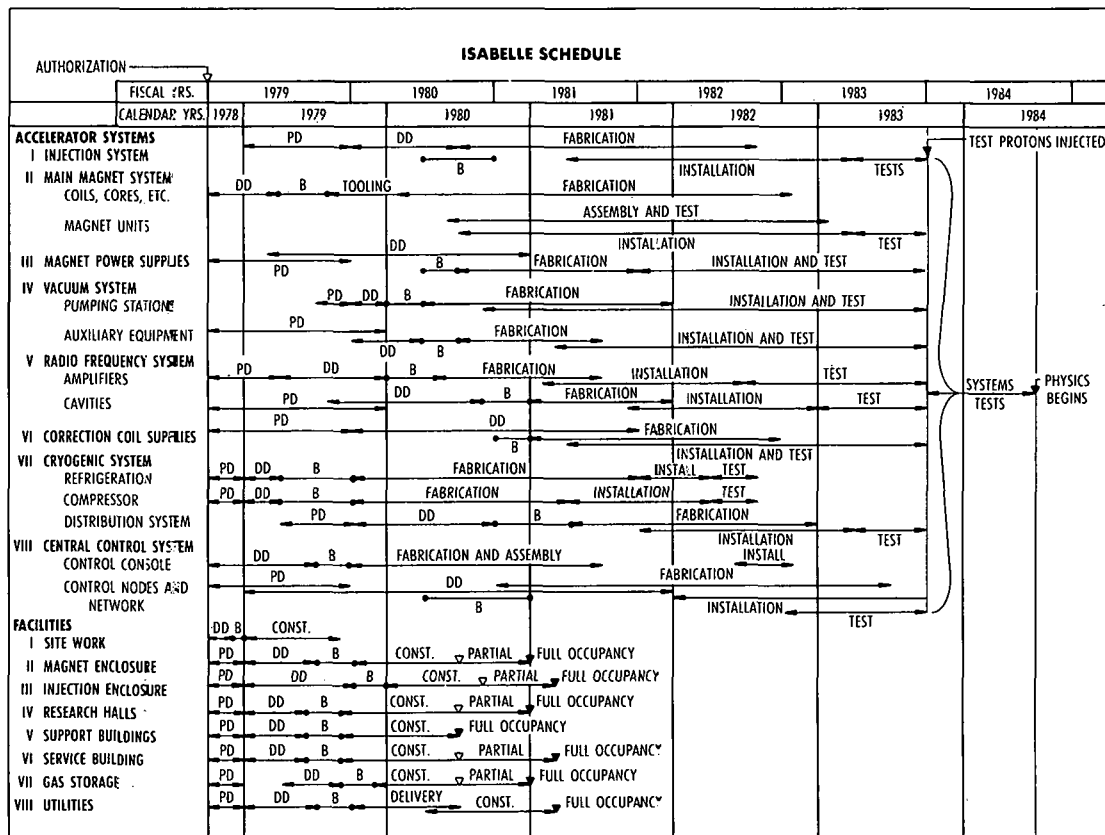 ISABELLE SCHEDULE
AUTHORIZATION
FISCAL YRS. 1979 1980 1981 1982 1983 1984
CALENDAR YRS. 1978 1979 1980 1981 1982 1983 1984
ACCELERATOR SYSTEMS PD DD FABRICATION
I INJECTION SYSTEM B INSTALLATION TESTS TEST PROTONS INJECTED
II MAIN MAGNET SYSTEM
COILS, CORES, ETC. DD B TOOLING FABRICATION
ASSEMBLY AND TEST
MAGNET UNITS
INSTALLATION TEST
DD
III MAGNET POWER SUPPLIES
PD B FABRICATION INSTALLATION AND TEST
IV VACUUM SYSTEM
PUMPING STATIONS PD DD B FABRICATION INSTALLATION AND TEST
AUXILIARY EQUIPMENT PD FABRICATION INSTALLATION AND TEST
DD B
V RADIO FREQUENCY SYSTEM
AMPLIFIERS PD DD B FABRICATION INSTALLATION TEST
SYSTEMS TESTS
PHYSICS BEGINS
CAVITIES PD DD B FABRICATION INSTALLATION TEST
VI CORRECTION COIL SUPPLIES PD DD FABRICATION
B INSTALLATION AND TEST
VII CRYOGENIC SYSTEM
REFRIGERATION PD DD B FABRICATION INSTALL TEST
COMPRESSOR PD DD B FABRICATION INSTALLATION TEST
DISTRIBUTION SYSTEM PD DD B FABRICATION
INSTALLATION TEST
VIII CENTRAL CONTROL SYSTEM
CONTROL CONSOLE DD B FABRICATION AND ASSEMBLY INSTALL
CONTROL NODES AND PD DD FABRICATION
NETWORK B INSTALLATION
TEST
FACILITIES
I SITE WORK DD B CONST.
II MAGNET ENCLOSURE PD DD B CONST. PARTIAL FULL OCCUPANCY
III INJECTION ENCLOSURE PD DD B CONST. PARTIAL FULL OCCUPANCY
IV RESEARCH HALLS PD DD B CONST. PARTIAL FULL OCCUPANCY
V SUPPORT BUILDINGS PD DD B CONST. FULL OCCUPANCY
VI SERVICE BUILDING PD DD B CONST. PARTIAL FULL OCCUPANCY
VII GAS STORAGE PD DD B CONST. PARTIAL FULL OCCUPANCY
VIII UTILITIES PD DD B DELIVERY CONST. FULL OCCUPANCY